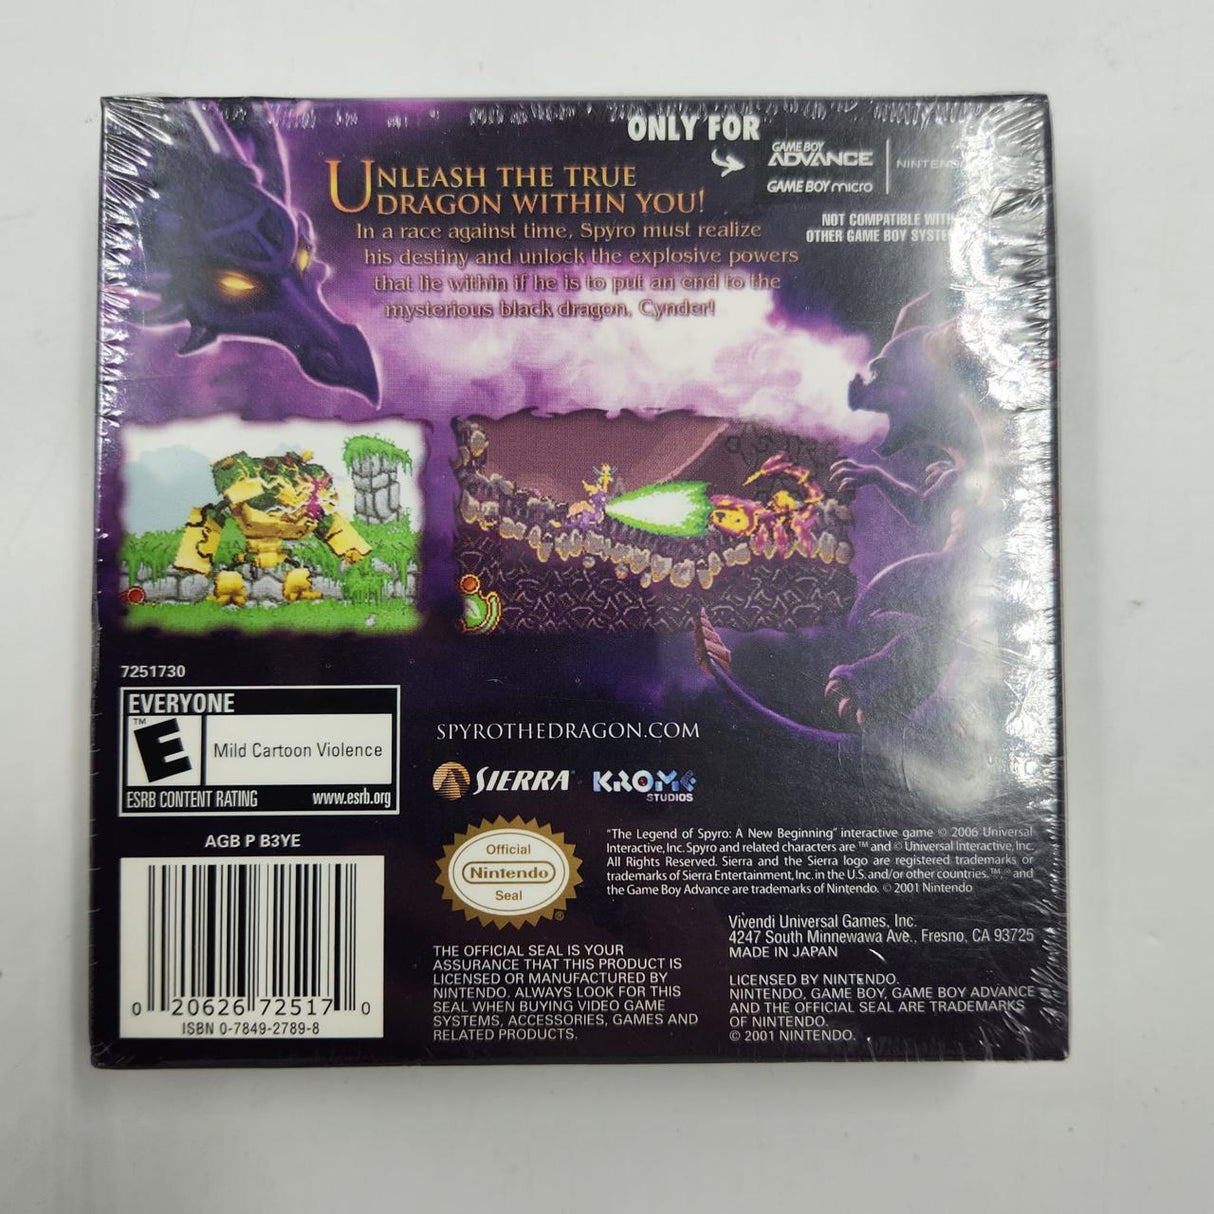 ONLY FOR
GAME BOY
ADVANCE
GAME BOY micro
NOT COMPATIBLE WITH
OTHER GAME BOY
UNLEASH THE TRUE
DRAGON WITHIN YOU!
In a race against time, Spyro must realize
his destiny and unlock the explosive powers
that lie within if he is to put an end to the
mysterious black dragon, Cynder!
7251730
EVERYONE
TM
E
Mild Cartoon Violence
ESRB CONTENT RATING www.esrb.org
AGB P B3YE
0 20626 72517 0
ISBN 0-7849-2789-8
SPYROTHEDRAGON.COM
SIERRA
KROME
STUDIOS
Official
Nintendo
Seal
®
THE OFFICIAL SEAL IS YOUR
ASSURANCE THAT THIS PRODUCT IS
LICENSED OR MANUFACTURED BY
NINTENDO. ALWAYS LOOK FOR THIS
SEAL WHEN BUYING VIDEO GAME
SYSTEMS, ACCESSORIES, GAMES AND
RELATED PRODUCTS.
"The Legend of Spyro: A New Beginning" interactive game © 2006 Universal
Interactive, Inc. Spyro and related characters are ™ and © Universal Interactive, Inc.
All Rights Reserved. Sierra and the Sierra logo are registered trademarks or
trademarks of Sierra Entertainment, Inc. in the U.S. and/or other countries. ™, ® and
the Game Boy Advance are trademarks of Nintendo. © 2001 Nintendo
Vivendi Universal Games, Inc.
4247 South Minnewawa Ave., Fresno, CA 93725
MADE IN JAPAN
LICENSED BY NINTENDO.
NINTENDO, GAME BOY, GAME BOY ADVANCE
AND THE OFFICIAL SEAL ARE TRADEMARKS
OF NINTENDO.
© 2001 NINTENDO.